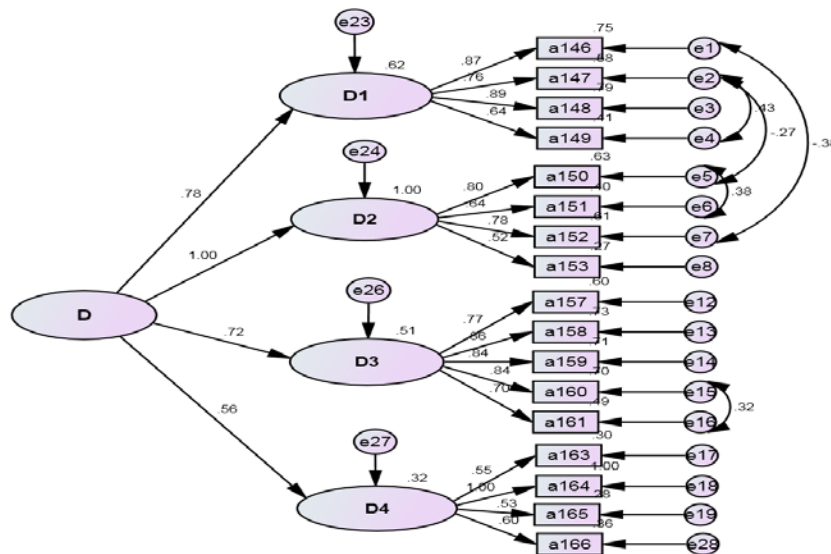 e23
.75
a146
e1
.87
.62
.76
a147
e2
D1
.89
.79
a148
e3
.43
.64
.41
a149
e4
-.27
e24
.63
.78
1.00
.80
a150
e5
.38
.64
a151
e6
D2
.78
.61
a152
e7
1.00
.52
.27
a153
e8
e26
.60
D
.77
a157
e12
.73
.72
.51
a158
e13
.71
D3
.84
a159
e14
.84
.70
a160
e15
.70
.49
a161
e16
.32
.56
.30
e27
a163
e17
.55
1.00
.32
1.00
a164
e18
D4
.53
a165
e19
.60
.36
a166
e28